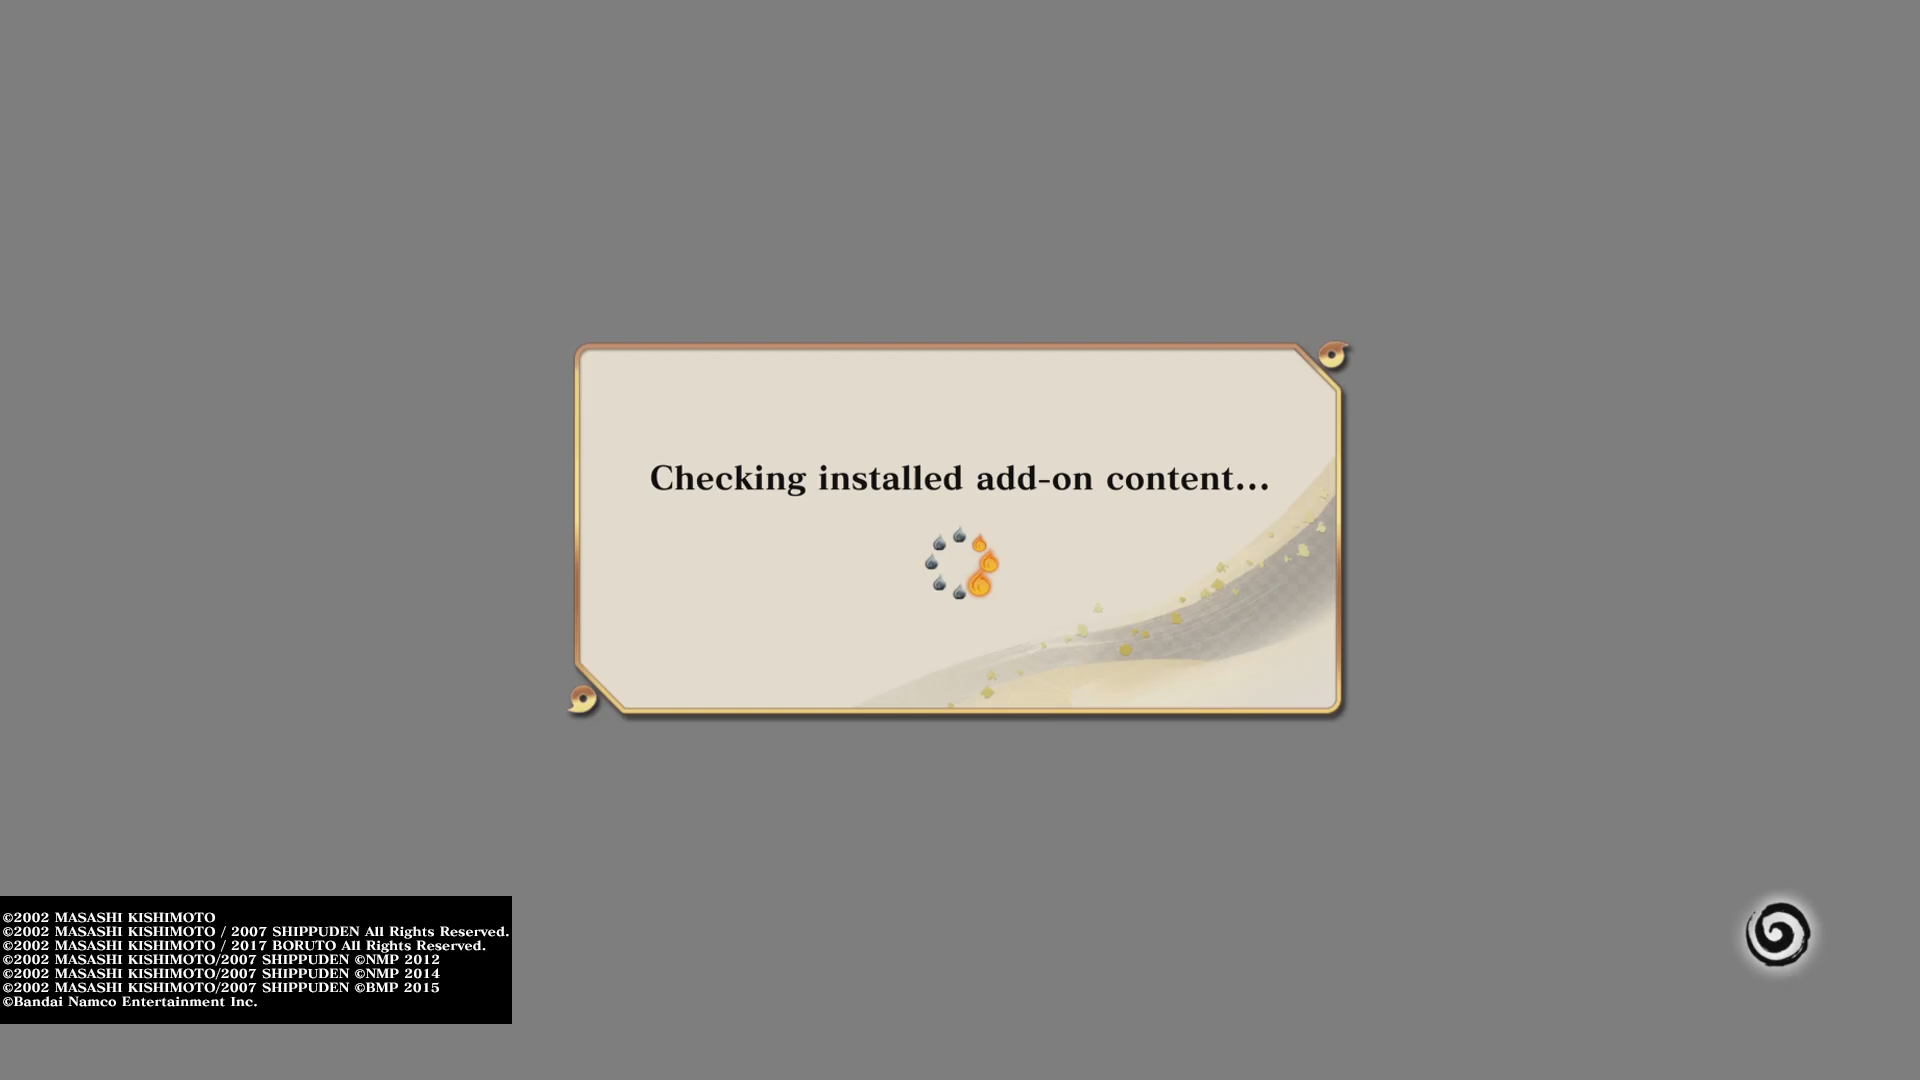 Checking installed add-on content...
©2002 MASASHI KISHIMOTO
©2002 MASASHI KISHIMOTO / 2007 SHIPPUDEN All Rights Reserved.
©2002 MASASHI KISHIMOTO / 2017 BORUTO All Rights Reserved.
©2002 MASASHI KISHIMOTO/2007 SHIPPUDEN ©NMP 2012
©2002 MASASHI KISHIMOTO/2007 SHIPPUDEN ©NMP 2014
©2002 MASASHI KISHIMOTO/2007 SHIPPUDEN ©BMP 2015
©Bandai Namco Entertainment Inc.